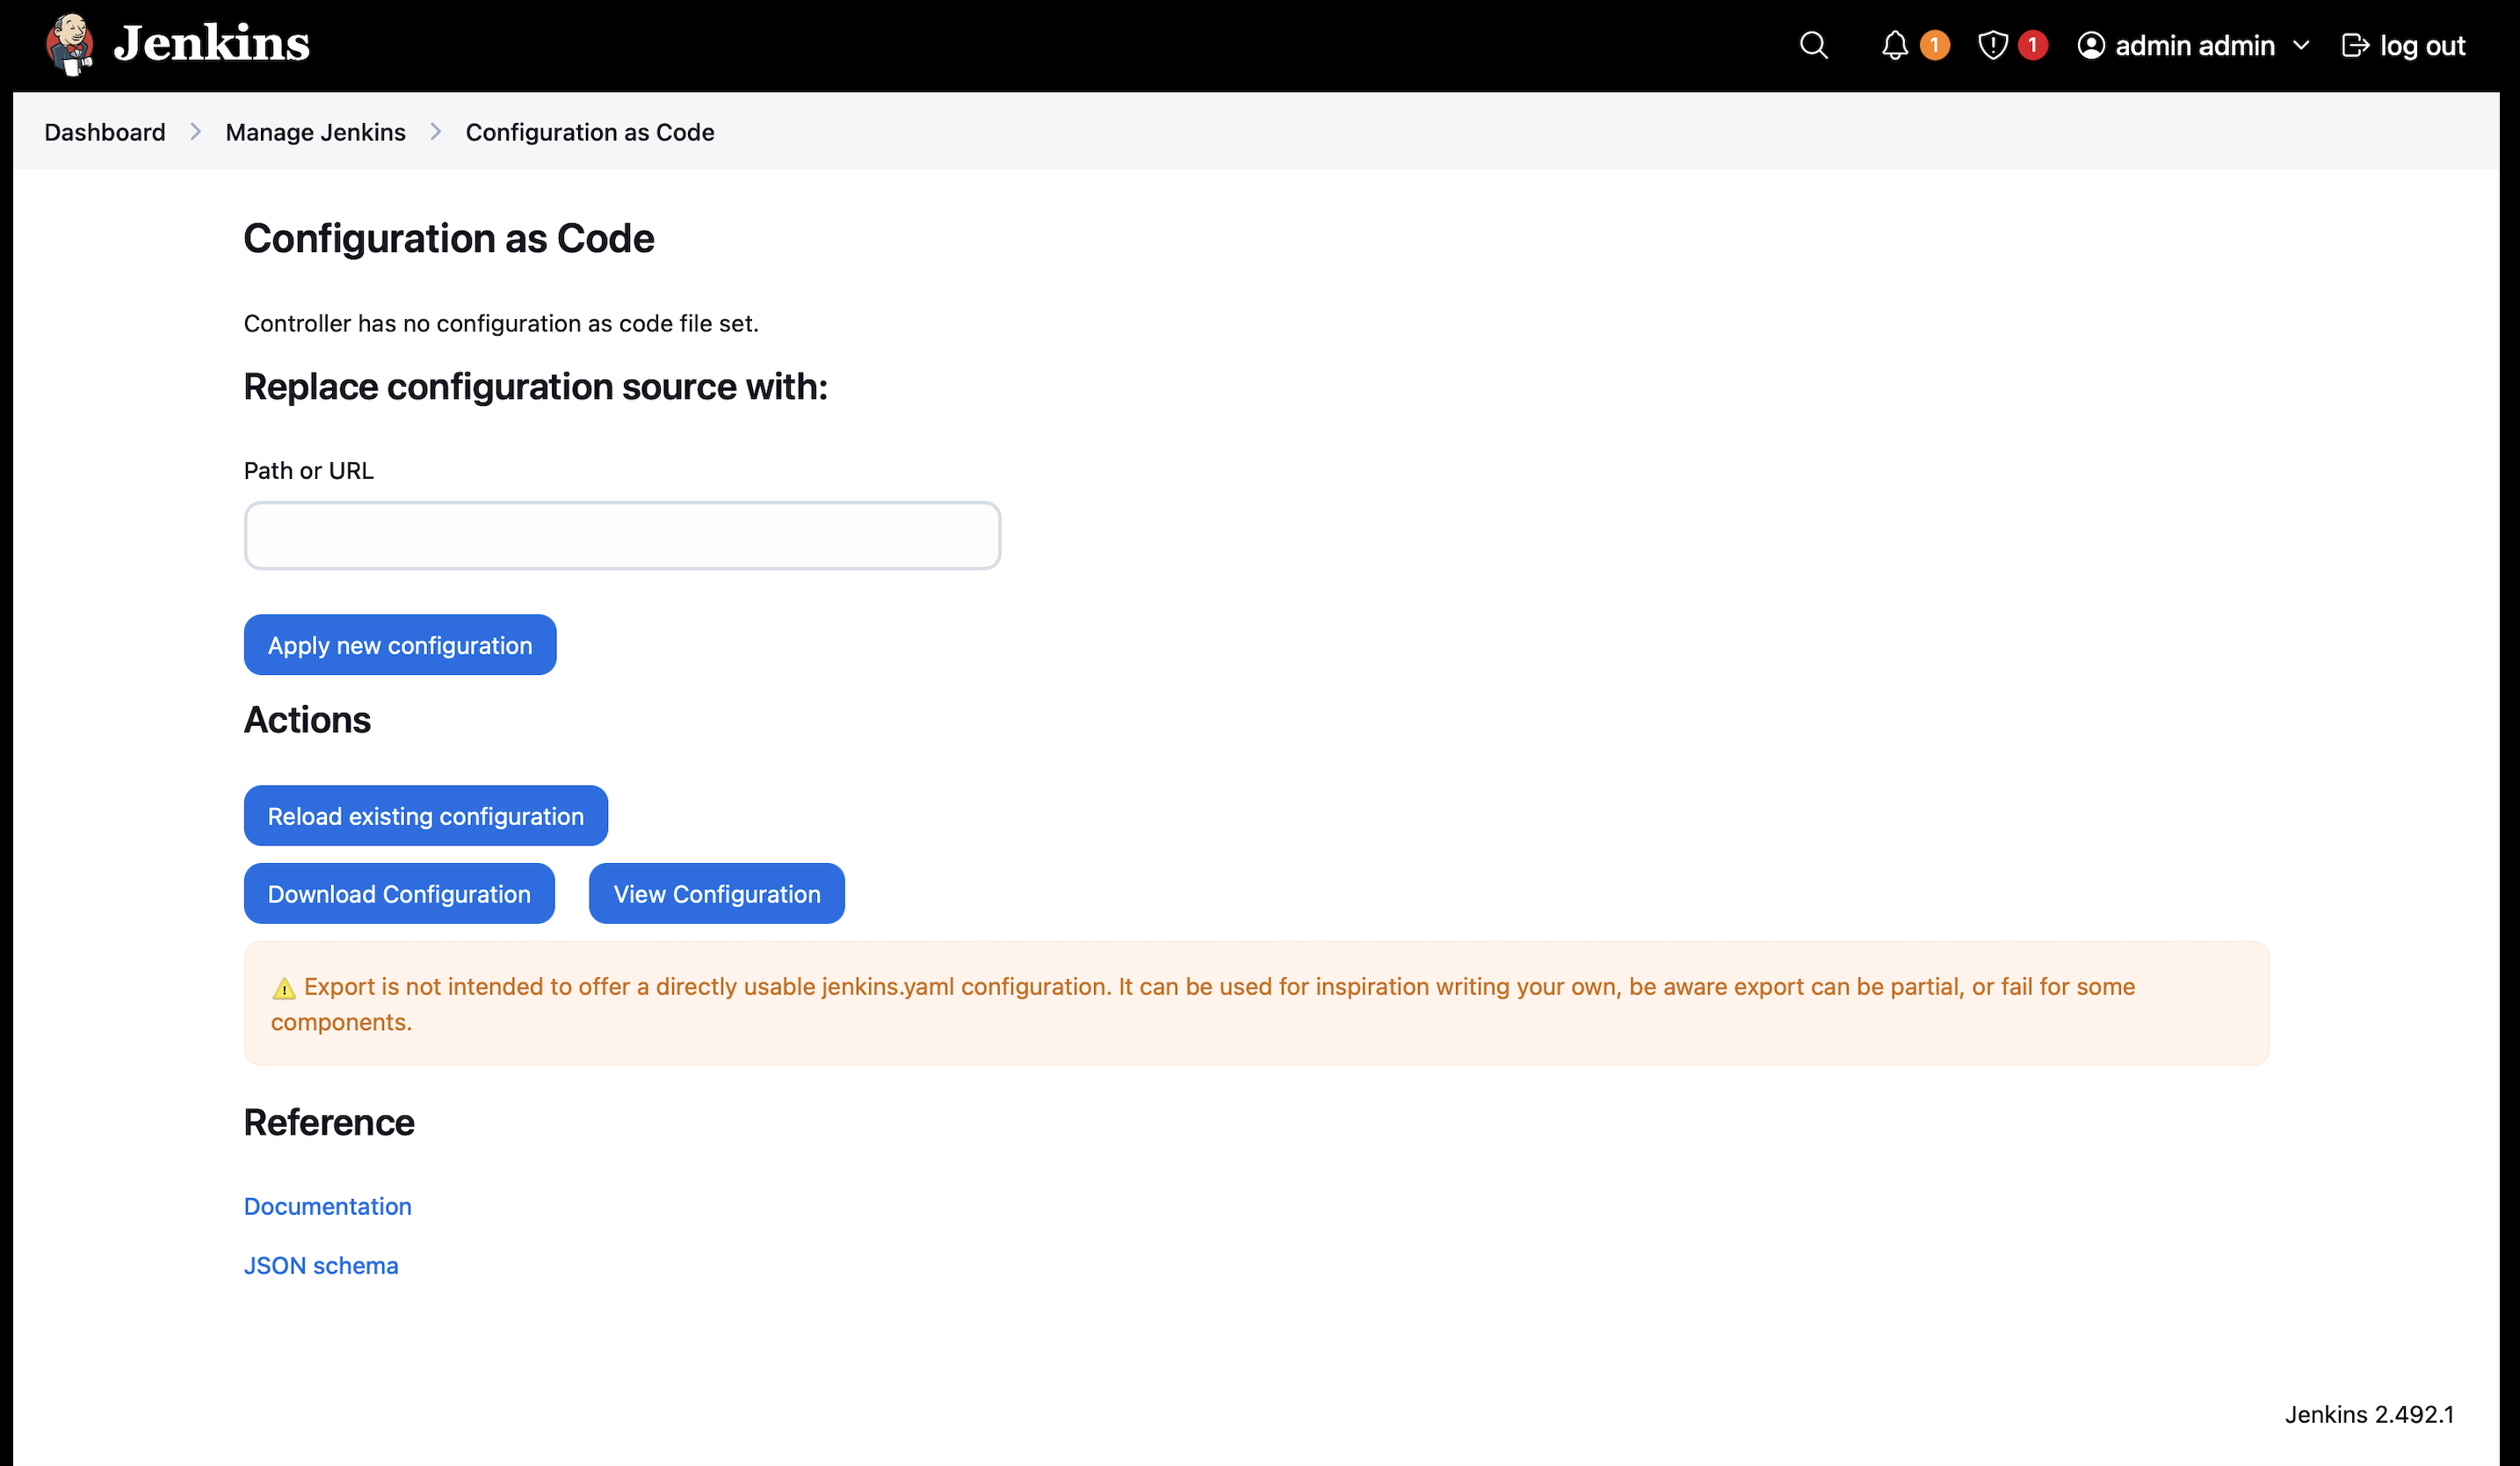 Jenkins
1 1 admin admin log out
Dashboard Manage Jenkins Configuration as Code
Configuration as Code
Controller has no configuration as code file set.
Replace configuration source with:
Path or URL
Apply new configuration
Actions
Reload existing configuration
Download Configuration View Configuration
⚠️ Export is not intended to offer a directly usable jenkins.yaml configuration. It can be used for inspiration writing your own, be aware export can be partial, or fail for some
components.
Reference
Documentation
JSON schema
Jenkins 2.492.1